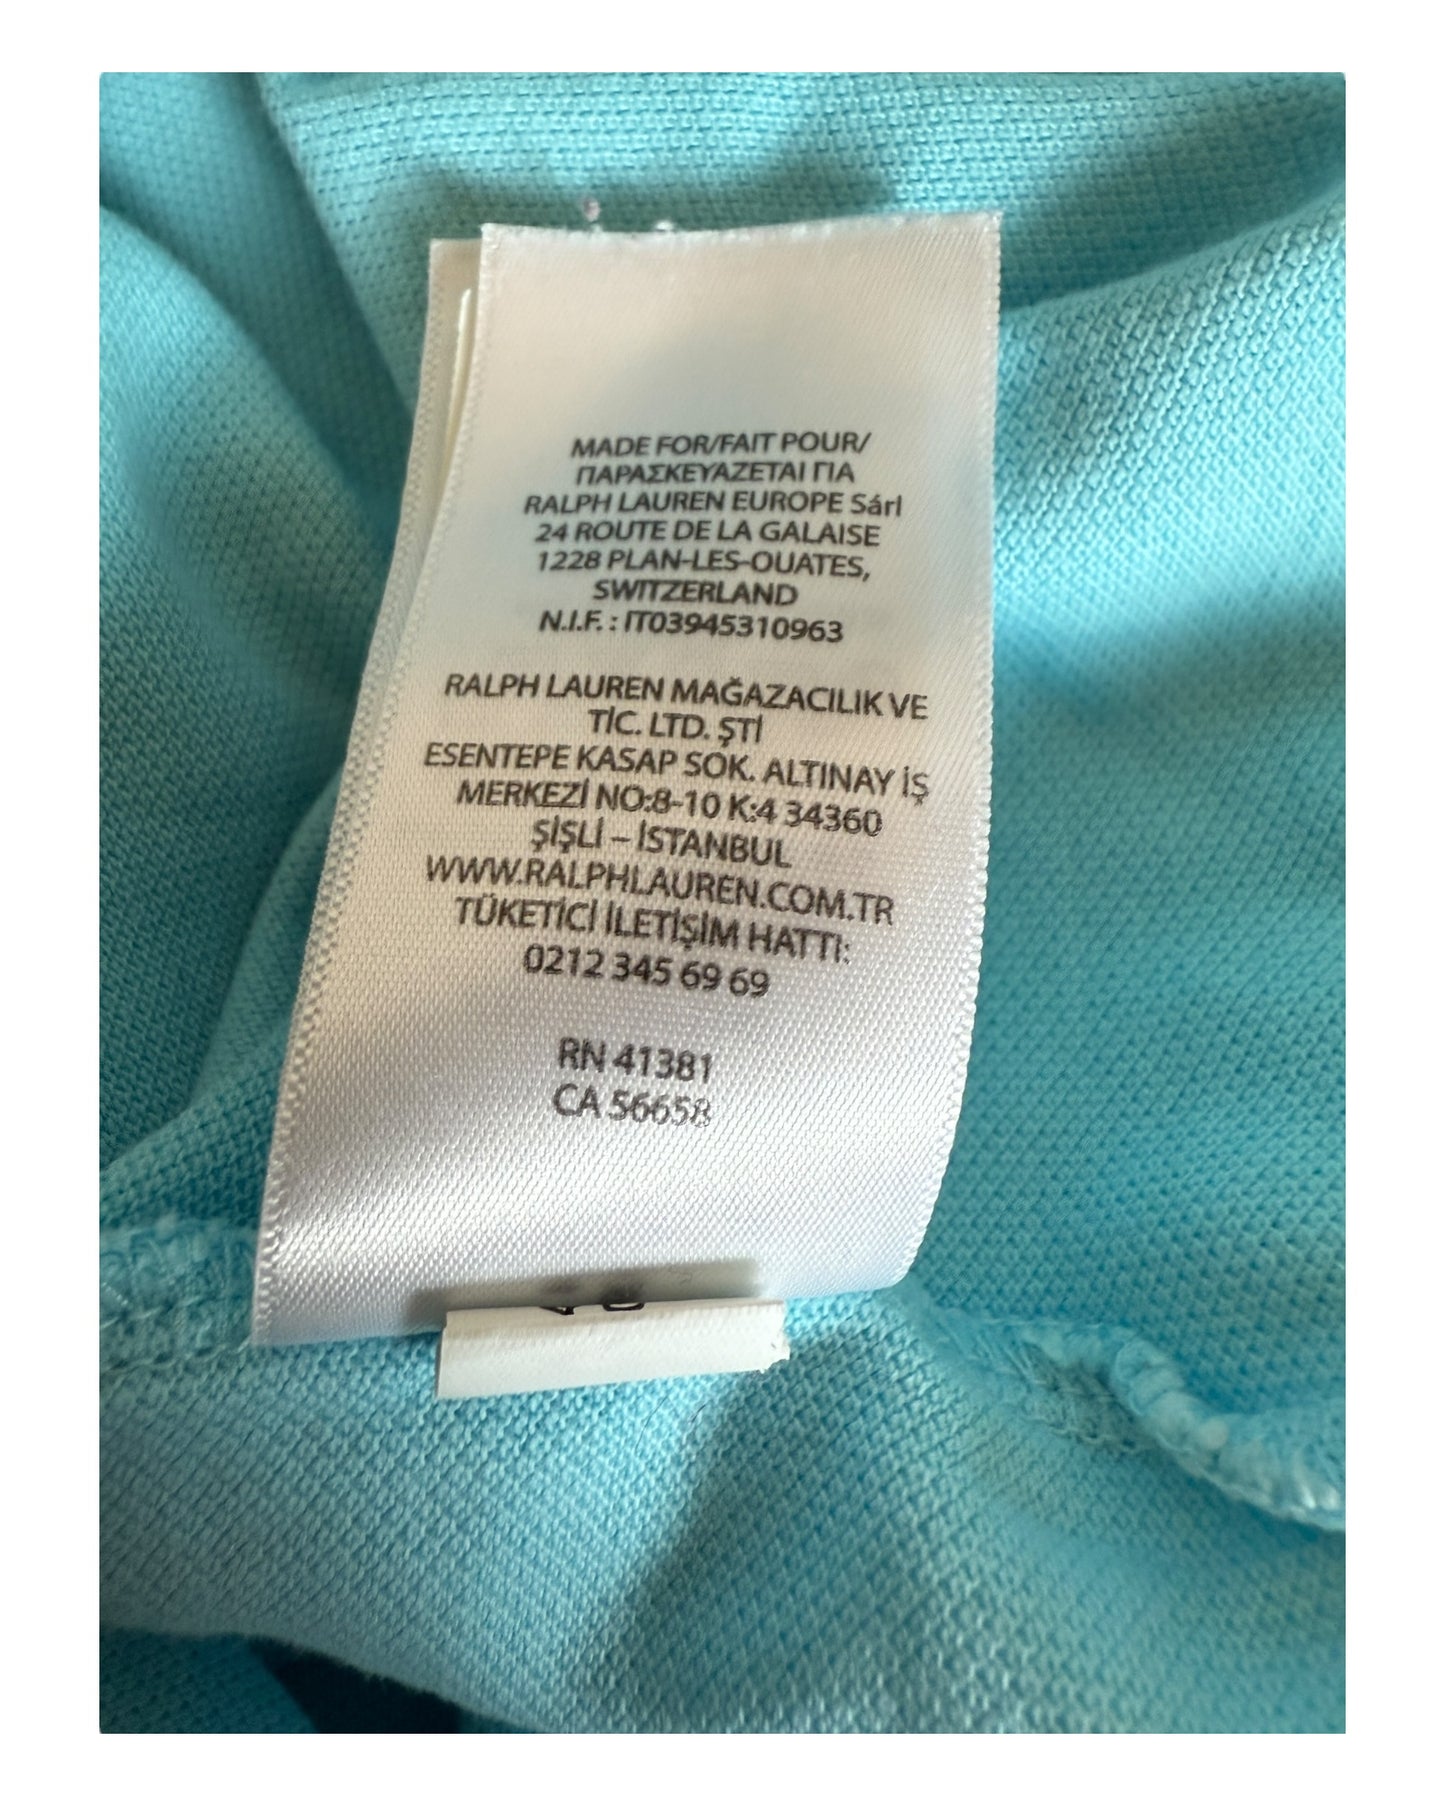 MADE FOR/FAIT POUR/
ΠΑΡΑΣΚΕΥΑΖΕΤΑΙ ΓΙΑ
RALPH LAUREN EUROPE Sárl
24 ROUTE DE LA GALAISE
1228 PLAN-LES-OUATES,
SWITZERLAND
N.I.F. : IT03945310963
RALPH LAUREN MAĞAZACILIK VE
TİC. LTD. ŞTİ
ESENTEPE KASAP SOK. ALTINAY İŞ
MERKEZİ NO:8-10 K:4 34360
ŞİŞLİ – İSTANBUL
WWW.RALPHLAUREN.COM.TR
TÜKETİCİ İLETİŞİM HATTI:
0212 345 69 69
RN 41381
CA 56658